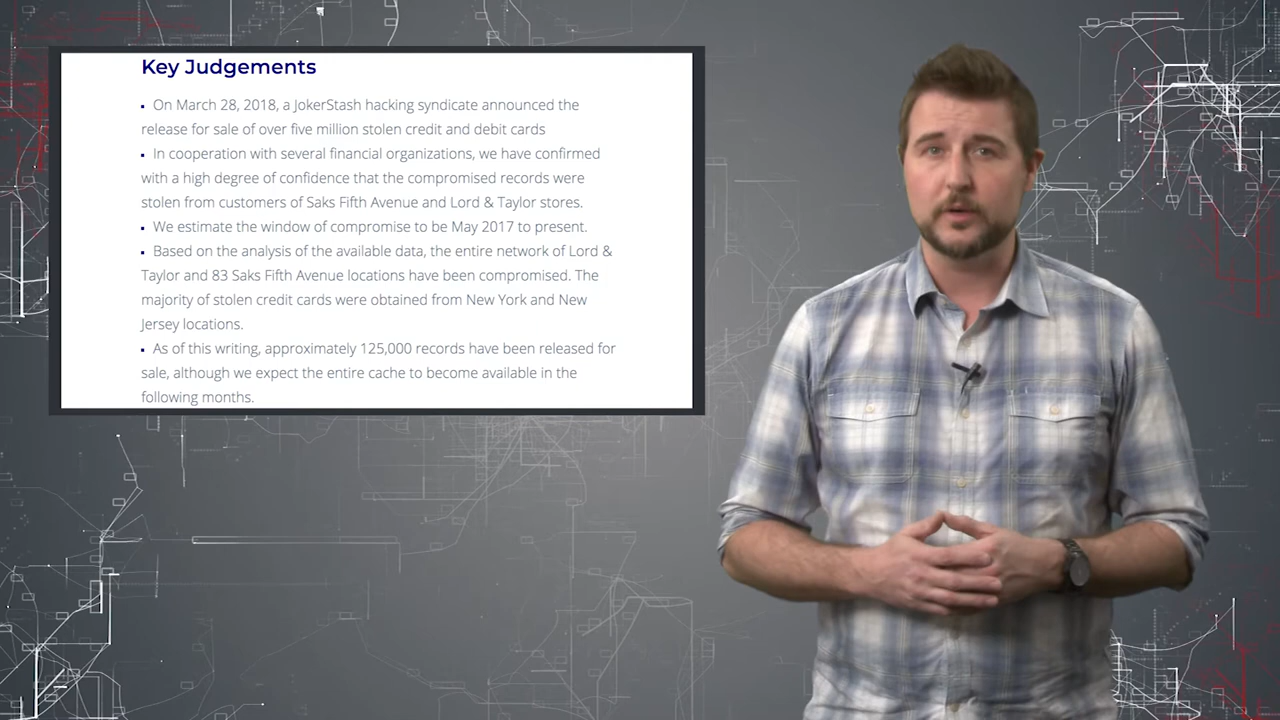 Key Judgements
▪ On March 28, 2018, a JokerStash hacking syndicate announced the
release for sale of over five million stolen credit and debit cards
▪ In cooperation with several financial organizations, we have confirmed
with a high degree of confidence that the compromised records were
stolen from customers of Saks Fifth Avenue and Lord & Taylor stores.
▪ We estimate the window of compromise to be May 2017 to present.
▪ Based on the analysis of the available data, the entire network of Lord &
Taylor and 83 Saks Fifth Avenue locations have been compromised. The
majority of stolen credit cards were obtained from New York and New
Jersey locations.
▪ As of this writing, approximately 125,000 records have been released for
sale, although we expect the entire cache to become available in the
following months.